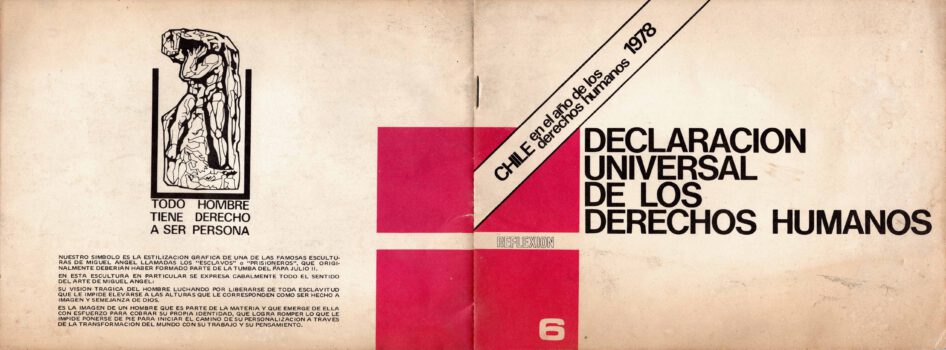 TODO HOMBRE
TIENE DERECHO
A SER PERSONA
NUESTRO SIMBOLO ES LA ESTILIZACION GRAFICA DE UNA DE LAS FAMOSAS ESCULTU-
RAS DE MIGUEL ANGEL LLAMADAS LOS "ESCLAVOS" o "PRISIONEROS", QUE ORIGI-
NALMENTE DEBERIAN HABER FORMADO PARTE DE LA TUMBA DEL PAPA JULIO II.
EN ESTA ESCULTURA EN PARTICULAR SE EXPRESA CABALMENTE TODO EL SENTIDO
DEL ARTE DE MIGUEL ANGEL:
SU VISION TRAGICA DEL HOMBRE LUCHANDO POR LIBERARSE DE TODA ESCLAVITUD
QUE LE IMPIDE ELEVARSE A LAS ALTURAS QUE LE CORRESPONDEN COMO SER HECHO A
IMAGEN Y SEMEJANZA DE DIOS.
ES LA IMAGEN DE UN HOMBRE QUE ES PARTE DE LA MATERIA Y QUE EMERGE DE ELLA
CON ESFUERZO PARA COBRAR SU PROPIA IDENTIDAD, QUE LOGRA ROMPER LO QUE LE
IMPIDE PONERSE DE PIE PARA INICIAR EL CAMINO DE SU PERSONALIZACION A TRAVES
DE LA TRANSFORMACION DEL MUNDO CON SU TRABAJO Y SU PENSAMIENTO.
CHILE en el año de los
derechos humanos 1978
DECLARACION
UNIVERSAL
DE LOS
DERECHOS HUMANOS
REFLEXION
6